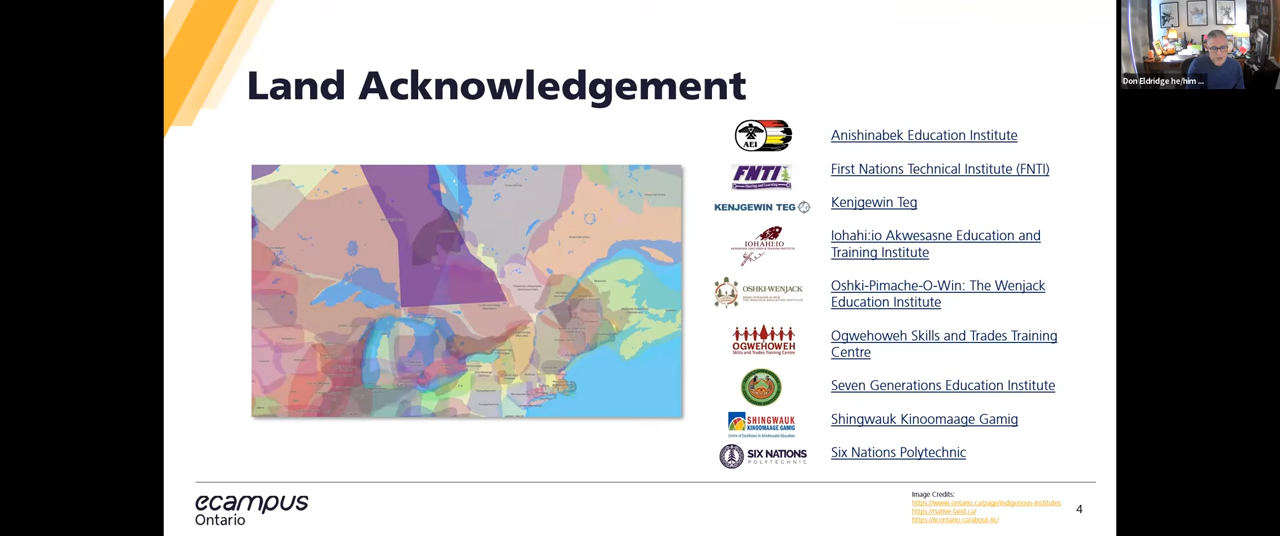 Land Acknowledgement
Don Eldridge he/him ...
AEI
Anishinabek Education Institute
FNTI
First Nations Technical Institute (FNTI)
KENJGEWIN TEG
Kenjgewin Teg
IOHAHI:IO
Iohahi:io Akwesasne Education and
Training Institute
OSHKI-WENJACK
Oshki-Pimache-O-Win: The Wenjack
Education Institute
OGWEHOWEH
Skills and Trades Training Centre
Ogwehoweh Skills and Trades Training
Centre
Seven Generations Education Institute
SHINGWAUK
KINOOMAAGE GAMIG
Shingwauk Kinoomaage Gamig
SIX NATIONS
POLYTECHNIC
Six Nations Polytechnic
ecampus
Ontario
Image Credits:
https://www.ontario.ca/page/indigenous-institutes
https://native-land.ca/
https://iicontario.ca/about-iic/
4